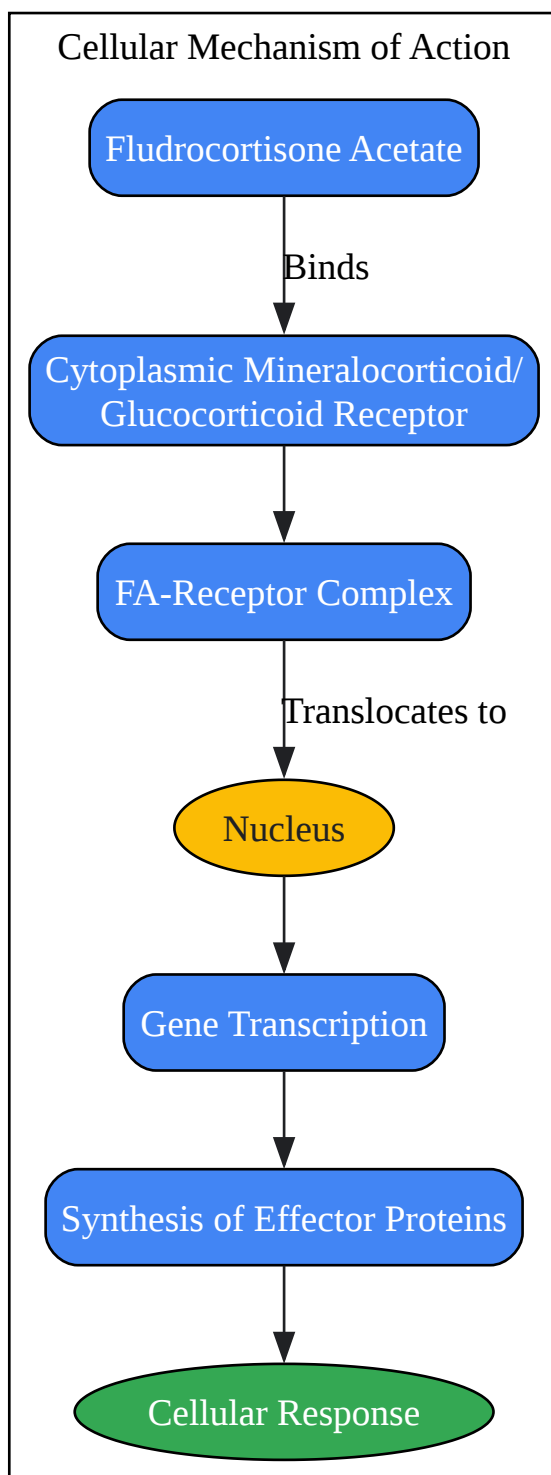 Cellular Mechanism of Action
Fludrocortisone Acetate
Binds
Cytoplasmic Mineralocorticoid/
Glucocorticoid Receptor
FA-Receptor Complex
Translocates to
Nucleus
Gene Transcription
Synthesis of Effector Proteins
Cellular Response